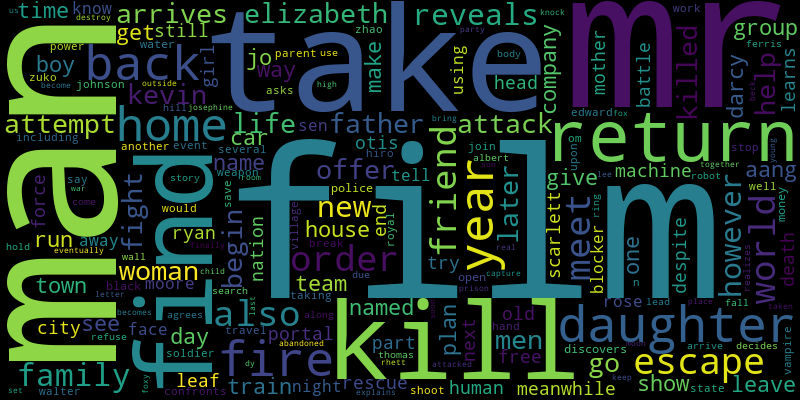 us
time
know
destroy
arrives
elizabeth
reveals
mr
work
knock
power
get
still
zhao
party
group
take
man
back
boy
water
girl
jo
way
parent
use
make
using
company
mother
battle
killed
ferris
learns
zuko
become
johnson
outside
kevin
asks
body
head
high
darcy
help
hill
josephine
edward
fox
attempt
home
life
sen
father
attack
return
including
another
event
car
otis
join
stop
young
several
hiro
friend
tell
albert
upon
lee
together
name
offer
give
machine
robot
aang
force
say
war
come
find
story
weapon
save
room
police
year
later
meet
ring
one
however
world
well
money
fight
would
begin
nation
village
new
film
scarlett
blocker
despite
realizes
death
hold
run
away
wall
ryan
house
end
royal
eventually
finally
order
break
try
real
n
town
woman
child
black
moore
search
team
due
open
capture
rose
lead
place
fall
taken
letter
becomes
also
last
taking
prison
kill
named
old
daughter
city
see
face
agrees
travel
along
plan
next
men
arrive
decides
refuse
day
portal
part
hand
discovers
vampire
soldier
fire
abandoned
thomas
free
go
escape
family
foxy
leaf
dy
rhett
attacked
set
walter
confronts
train
night
rescue
explains
shoot
human
meanwhile
keep
show
state
leave